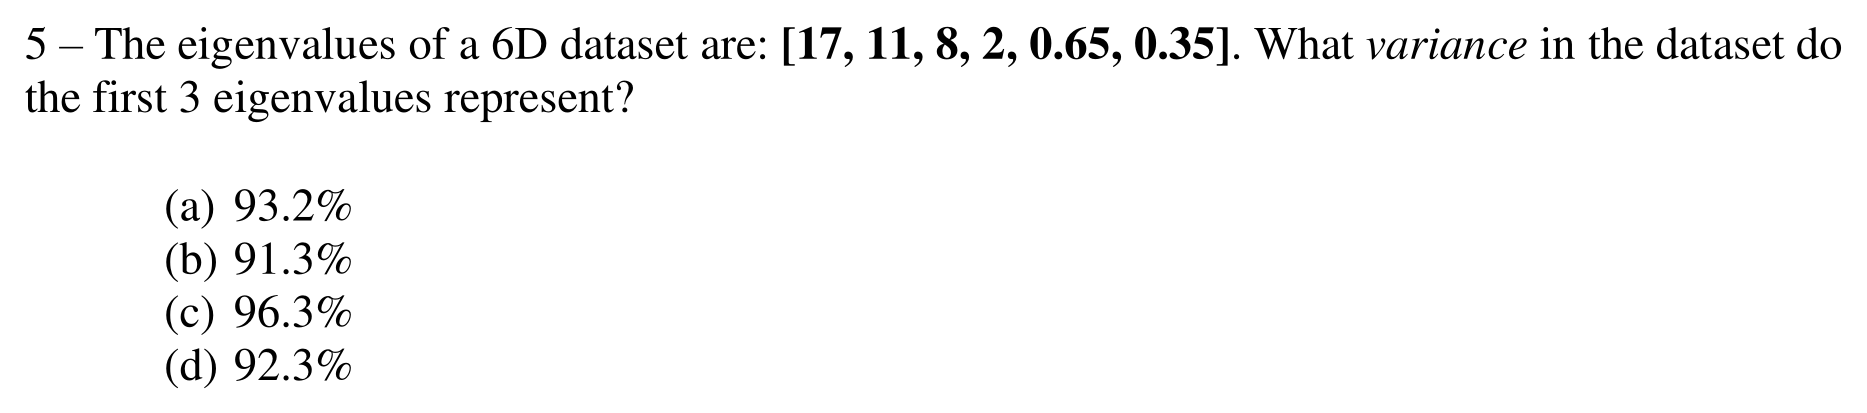 5 – The eigenvalues of a 6D dataset are: [17, 11, 8, 2, 0.65, 0.35]. What variance in the dataset do
the first 3 eigenvalues represent?
(a) 93.2%
(b) 91.3%
(c) 96.3%
(d) 92.3%